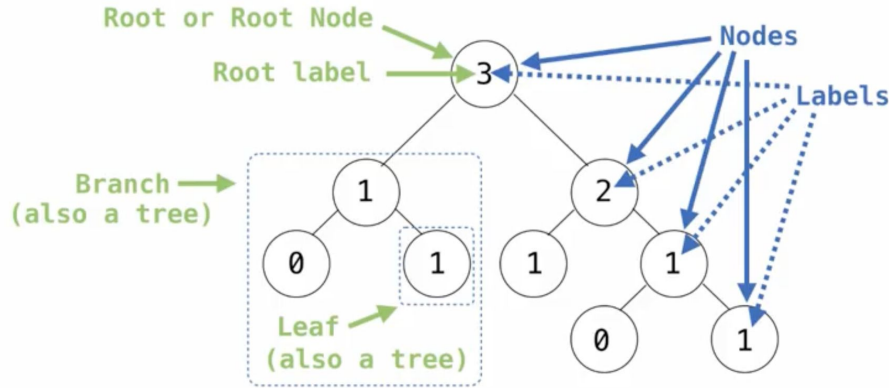 Root or Root Node
Nodes
Root label
3
Labels
Branch
(also a tree)
1
2
0
1
1
1
Leaf
(also a tree)
0
1